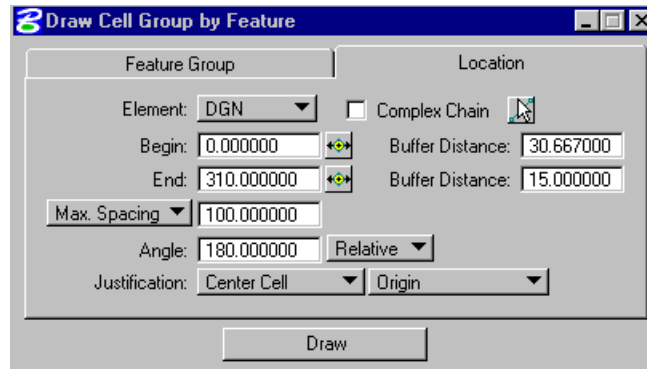 Draw Cell Group by Feature
Feature Group Location
Element: DGN Complex Chain
Begin: 0.000000 Buffer Distance: 30.667000
End: 310.000000 Buffer Distance: 15.000000
Max. Spacing 100.000000
Angle: 180.000000 Relative
Justification: Center Cell Origin
Draw